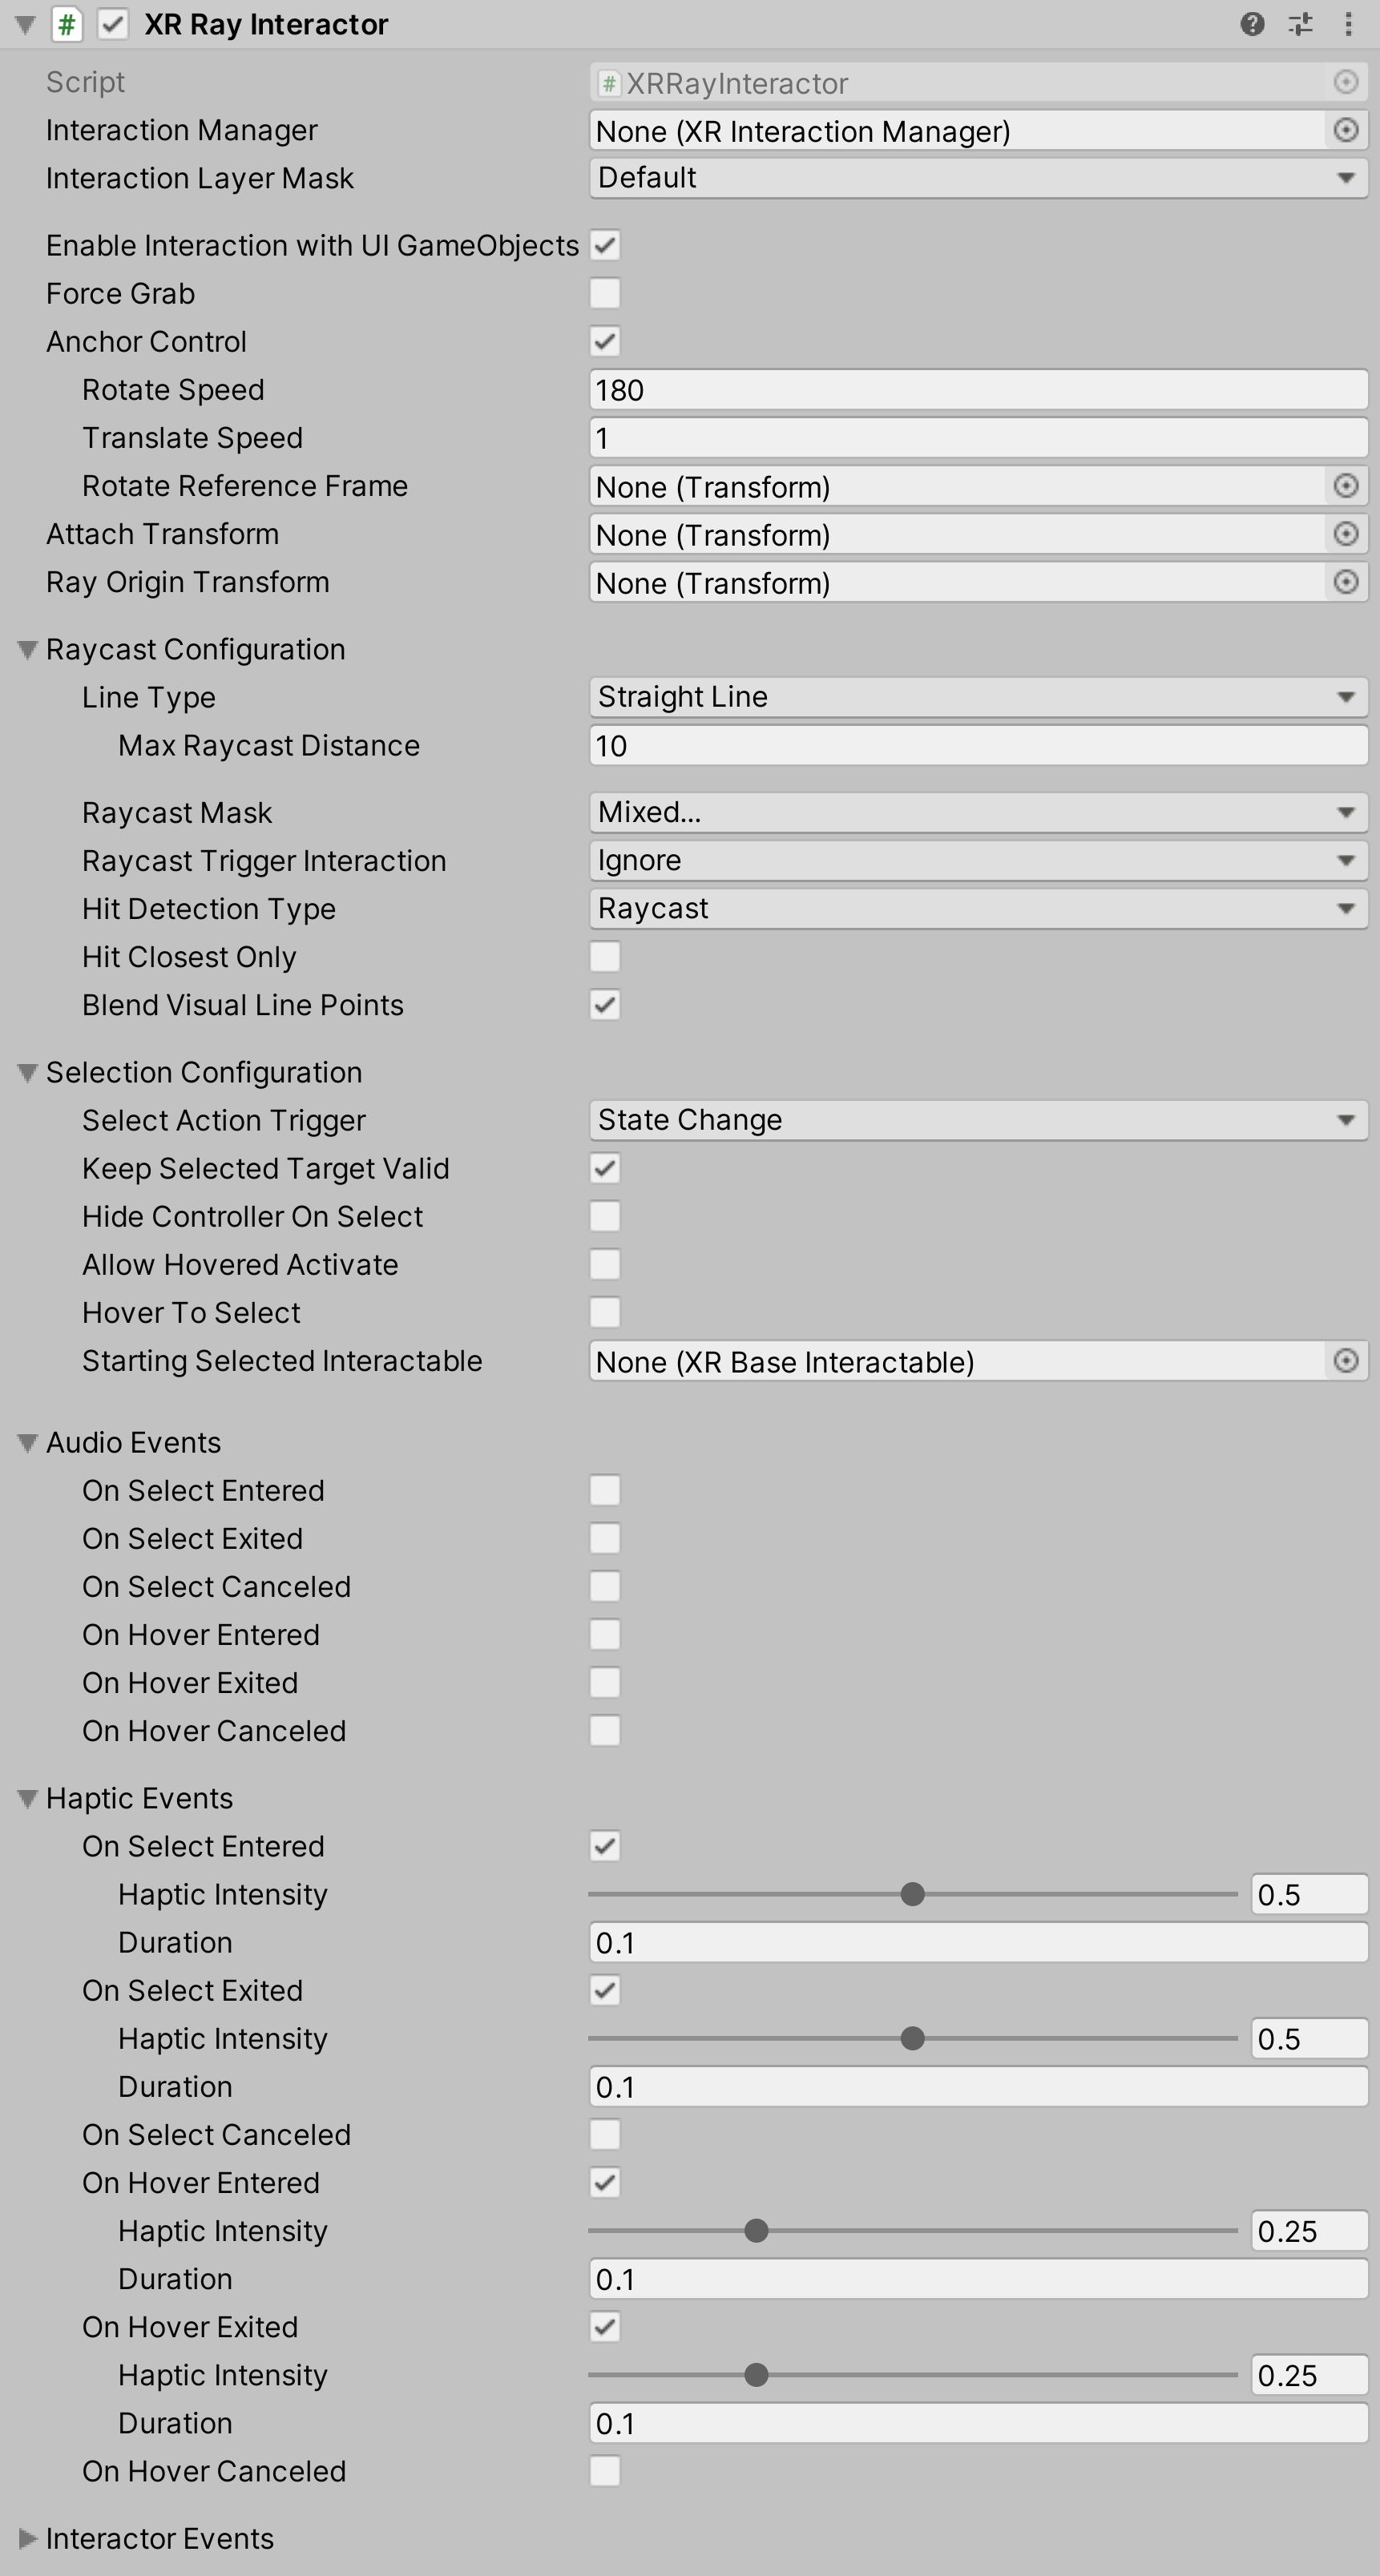 # XR Ray Interactor
Script # XRRayInteractor
Interaction Manager None (XR Interaction Manager)
Interaction Layer Mask Default
Enable Interaction with UI GameObjects
Force Grab
Anchor Control
Rotate Speed 180
Translate Speed 1
Rotate Reference Frame None (Transform)
Attach Transform None (Transform)
Ray Origin Transform None (Transform)
Raycast Configuration
Line Type Straight Line
Max Raycast Distance 10
Raycast Mask Mixed...
Raycast Trigger Interaction Ignore
Hit Detection Type Raycast
Hit Closest Only
Blend Visual Line Points
Selection Configuration
Select Action Trigger State Change
Keep Selected Target Valid
Hide Controller On Select
Allow Hovered Activate
Hover To Select
Starting Selected Interactable None (XR Base Interactable)
Audio Events
On Select Entered
On Select Exited
On Select Canceled
On Hover Entered
On Hover Exited
On Hover Canceled
Haptic Events
On Select Entered
Haptic Intensity 0.5
Duration 0.1
On Select Exited
Haptic Intensity 0.5
Duration 0.1
On Select Canceled
On Hover Entered
Haptic Intensity 0.25
Duration 0.1
On Hover Exited
Haptic Intensity 0.25
Duration 0.1
On Hover Canceled
Interactor Events